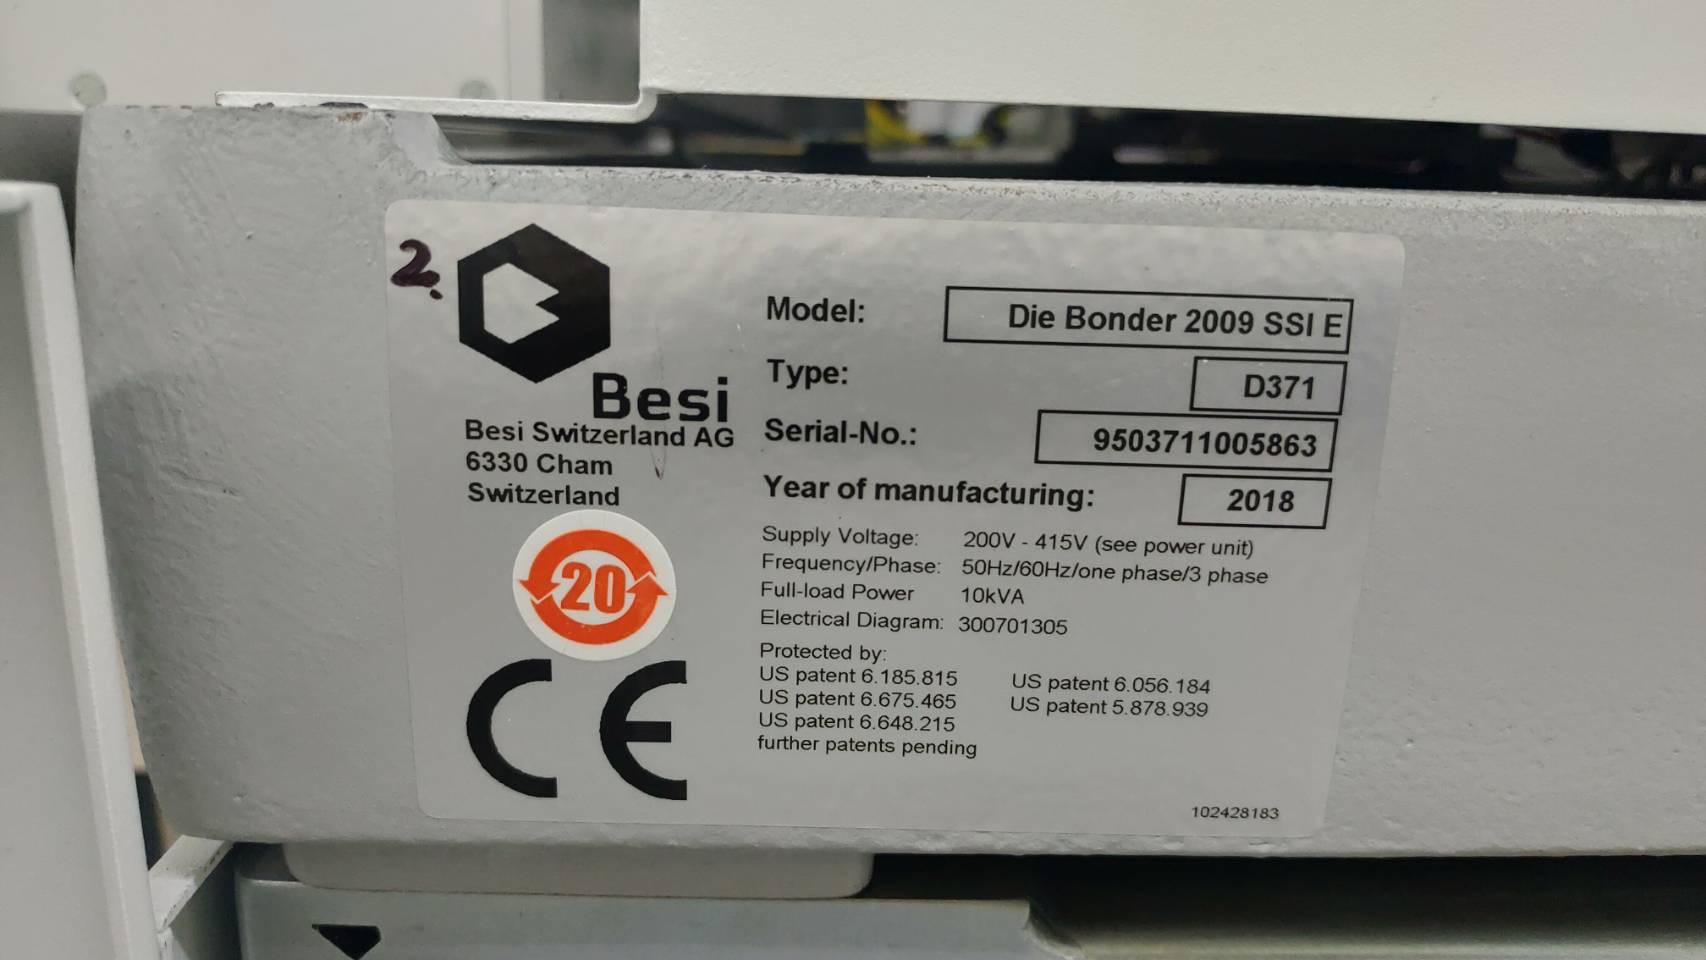 2.
Besi
Besi Switzerland AG
6330 Cham
Switzerland
20
CE
Model: Die Bonder 2009 SSI E
Type: D371
Serial-No.: 9503711005863
Year of manufacturing: 2018
Supply Voltage: 200V - 415V (see power unit)
Frequency/Phase: 50Hz/60Hz/one phase/3 phase
Full-load Power 10kVA
Electrical Diagram: 300701305
Protected by:
US patent 6.185.815 US patent 6.056.184
US patent 6.675.465 US patent 5.878.939
US patent 6.648.215
further patents pending
102428183